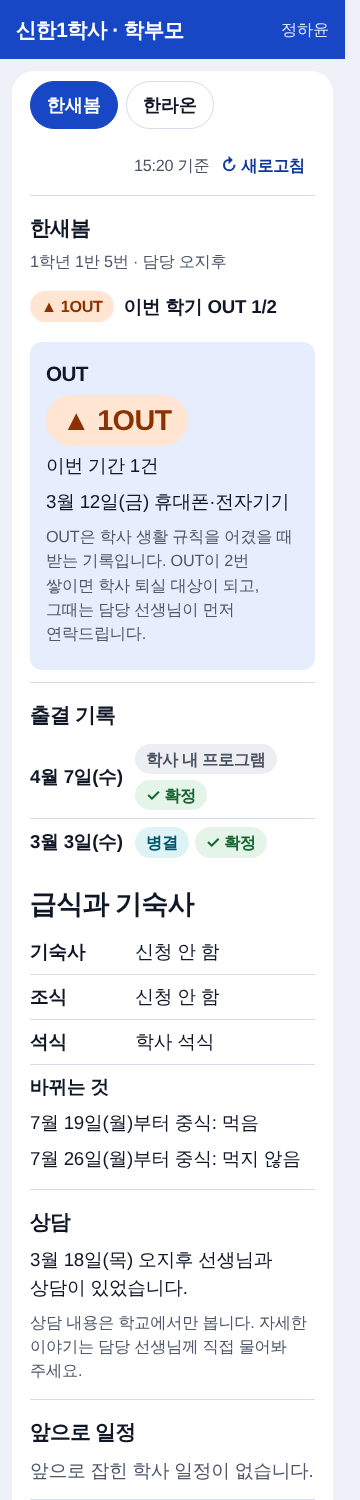 신한1학사 · 학부모 정하윤
한새봄 한라온
15:20 기준 ↻ 새로고침
한새봄
1학년 1반 5번 · 담당 오지후
▲ 1OUT 이번 학기 OUT 1/2
OUT
▲ 1OUT
이번 기간 1건
3월 12일(금) 휴대폰·전자기기
OUT은 학사 생활 규칙을 어겼을 때
받는 기록입니다. OUT이 2번
쌓이면 학사 퇴실 대상이 되고,
그때는 담당 선생님이 먼저
연락드립니다.
출결 기록
4월 7일(수) 학사 내 프로그램
✓ 확정
3월 3일(수) 병결 ✓ 확정
급식과 기숙사
기숙사 신청 안 함
조식 신청 안 함
석식 학사 석식
바뀌는 것
7월 19일(월)부터 중식: 먹음
7월 26일(월)부터 중식: 먹지 않음
상담
3월 18일(목) 오지후 선생님과
상담이 있었습니다.
상담 내용은 학교에서만 봅니다. 자세한
이야기는 담당 선생님께 직접 물어봐
주세요.
앞으로 일정
앞으로 잡힌 학사 일정이 없습니다.